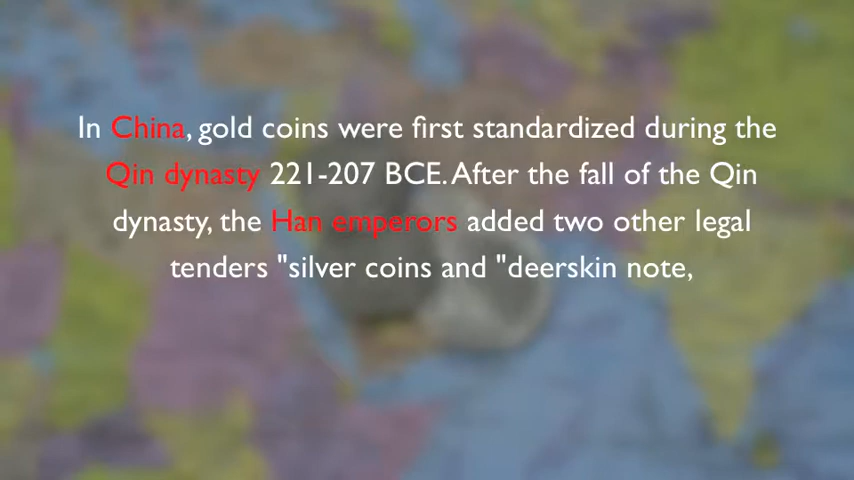 In China, gold coins were first standardized during the
Qin dynasty 221-207 BCE. After the fall of the Qin
dynasty, the Han emperors added two other legal
tenders "silver coins and "deerskin note,